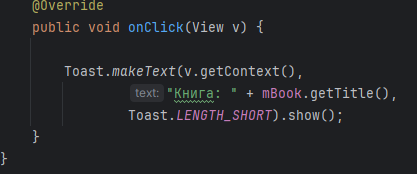 @Override
public void onClick(View v) {
Toast.makeText(v.getContext(),
text: "Книга: " + mBook.getTitle(),
Toast.LENGTH_SHORT).show();
}
}